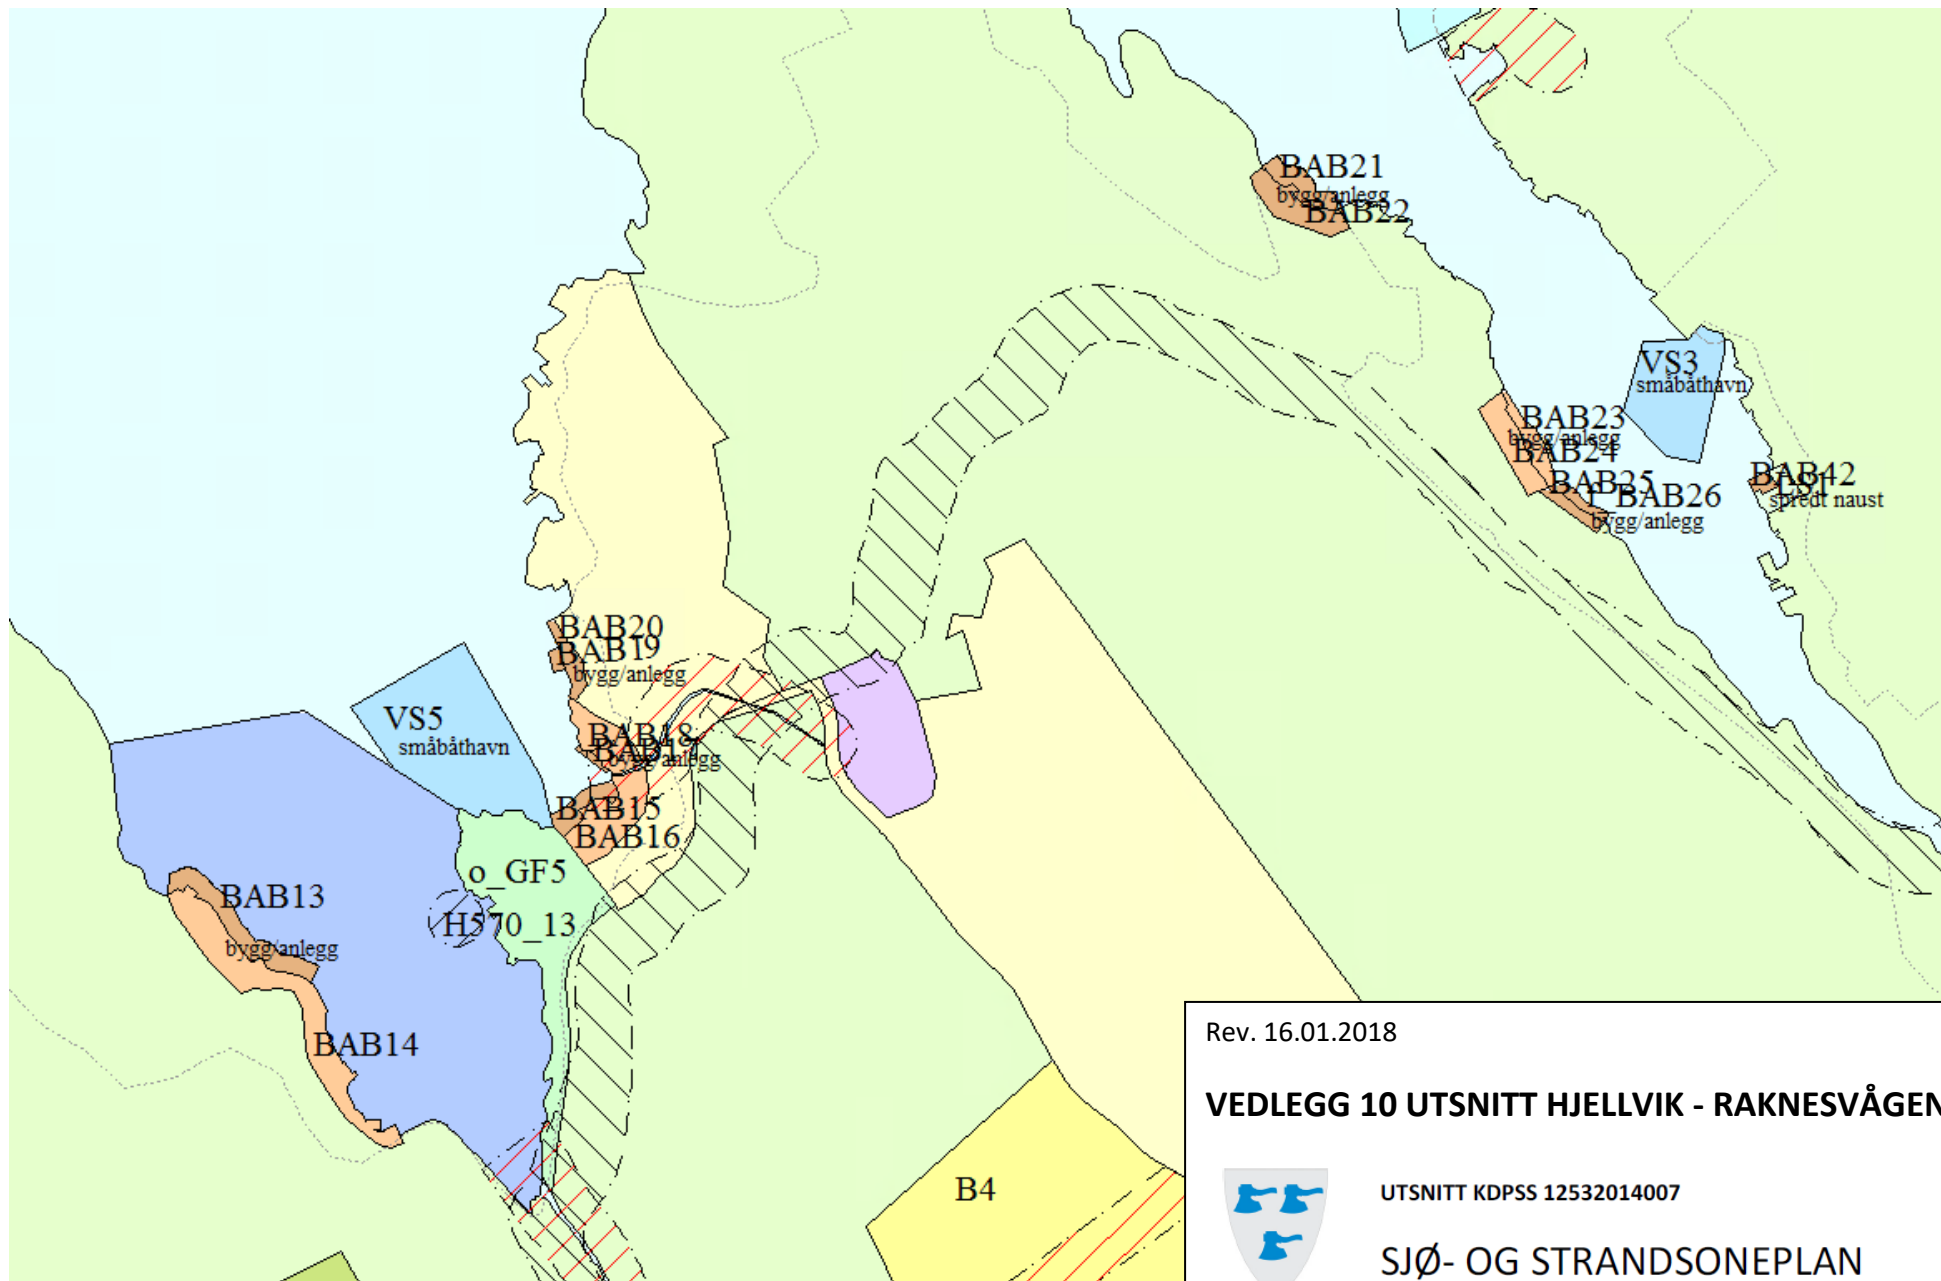 BAB21
bygg/anlegg
BAB22
VS3
småbåthavn
BAB23
bygg/anlegg
BAB24
BAB25
BAB26
bygg/anlegg
BAB42
spredt naust
BAB20
BAB19
bygg/anlegg
VS5
småbåthavn
BAB18
BAB17
bygg/anlegg
BAB15
BAB16
o_GF5
H570_13
BAB13
bygg/anlegg
BAB14
B4
Rev. 16.01.2018
VEDLEGG 10 UTSNITT HJELLVIK - RAKNESVÅGEN
UTSNITT KDPSS 12532014007
SJØ- OG STRANDSONEPLAN